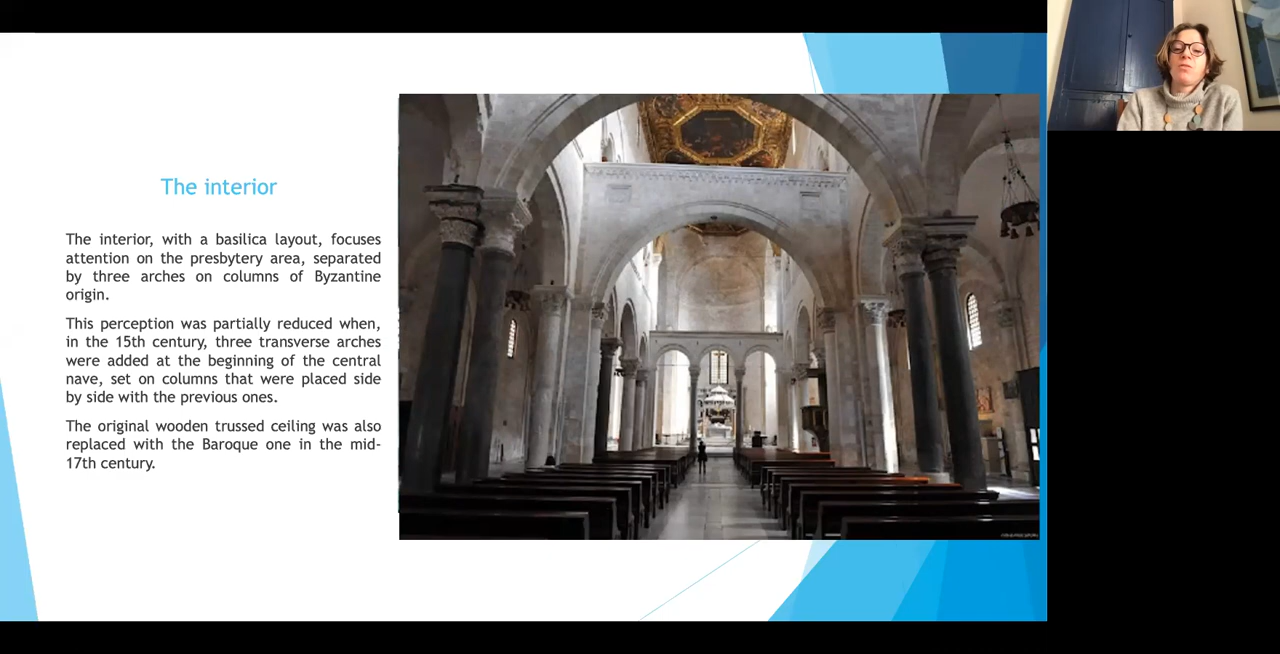 The interior
The interior, with a basilica layout, focuses
attention on the presbytery area, separated
by three arches on columns of Byzantine
origin.
This perception was partially reduced when,
in the 15th century, three transverse arches
were added at the beginning of the central
nave, set on columns that were placed side
by side with the previous ones.
The original wooden trussed ceiling was also
replaced with the Baroque one in the mid-
17th century.